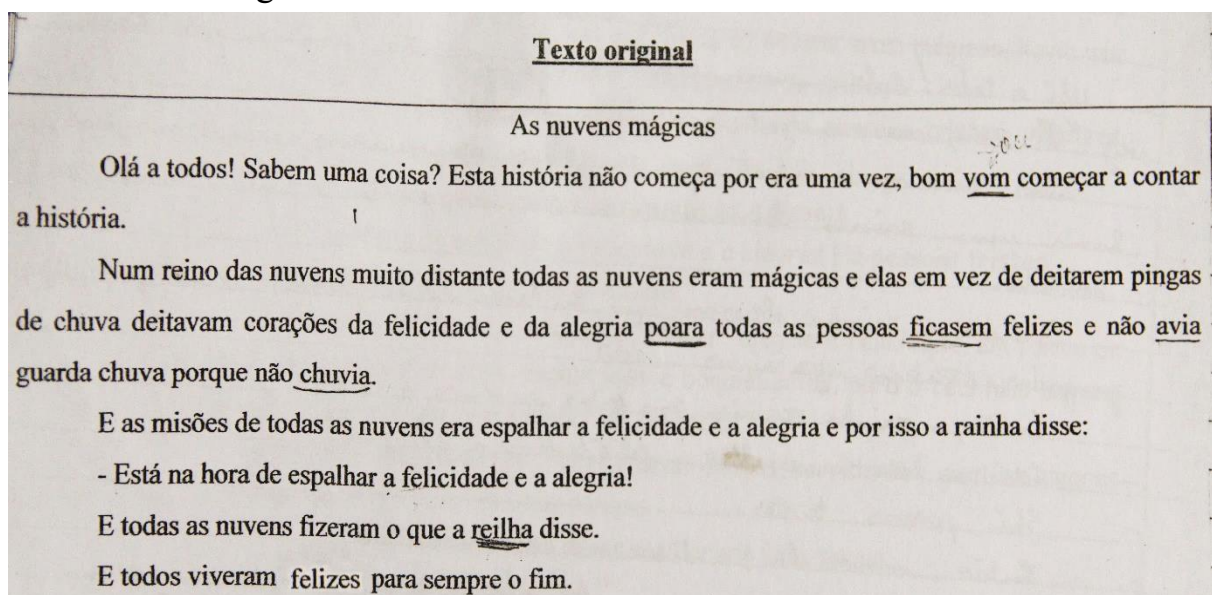 Texto original
As nuvens mágicas
Olá a todos! Sabem uma coisa? Esta história não começa por era uma vez, bom vom começar a contar
a história.
Num reino das nuvens muito distante todas as nuvens eram mágicas e elas em vez de deitarem pingas
de chuva deitavam corações da felicidade e da alegria poara todas as pessoas ficasem felizes e não avia
guarda chuva porque não chuvia.
E as misões de todas as nuvens era espalhar a felicidade e a alegria e por isso a rainha disse:
- Está na hora de espalhar a felicidade e a alegria!
E todas as nuvens fizeram o que a reilha disse.
E todos viveram felizes para sempre o fim.